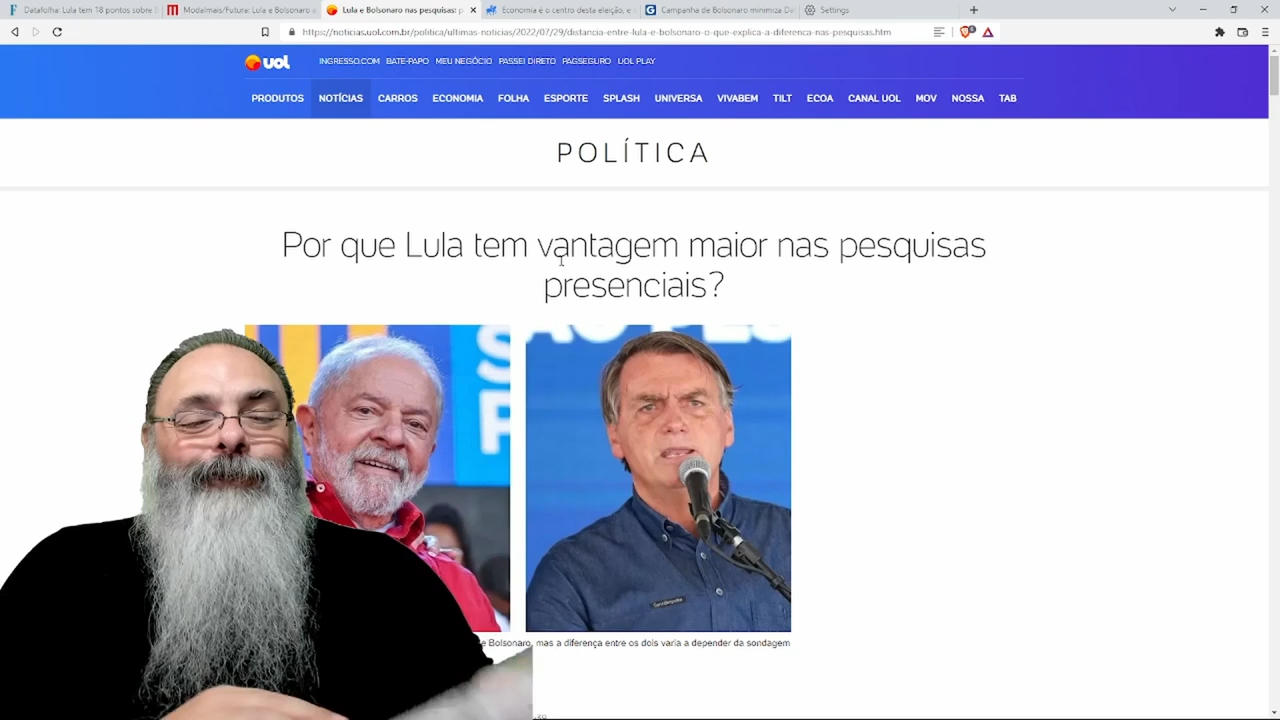 Datafolha: Lula tem 18 pontos sobre B
Modalmais/Futura: Lula e Bolsonaro a
Lula e Bolsonaro nas pesquisas: p
Economia é o centro desta eleição, e
Campanha de Bolsonaro minimiza Da
Settings
https://noticias.uol.com.br/politica/ultimas-noticias/2022/07/29/distancia-entre-lula-e-bolsonaro-o-que-explica-a-diferenca-nas-pesquisas.htm
UOL INGRESSO.COM BATE-PAPO MEU NEGÓCIO PASSEI DIRETO PAGSEGURO UOL PLAY
PRODUTOS NOTÍCIAS CARROS ECONOMIA FOLHA ESPORTE SPLASH UNIVERSA VIVABEM TILT ECOA CANAL UOL MOV NOSSA TAB
POLÍTICA
Por que Lula tem vantagem maior nas pesquisas
presenciais?
e Bolsonaro, mas a diferença entre os dois varia a depender da sondagem